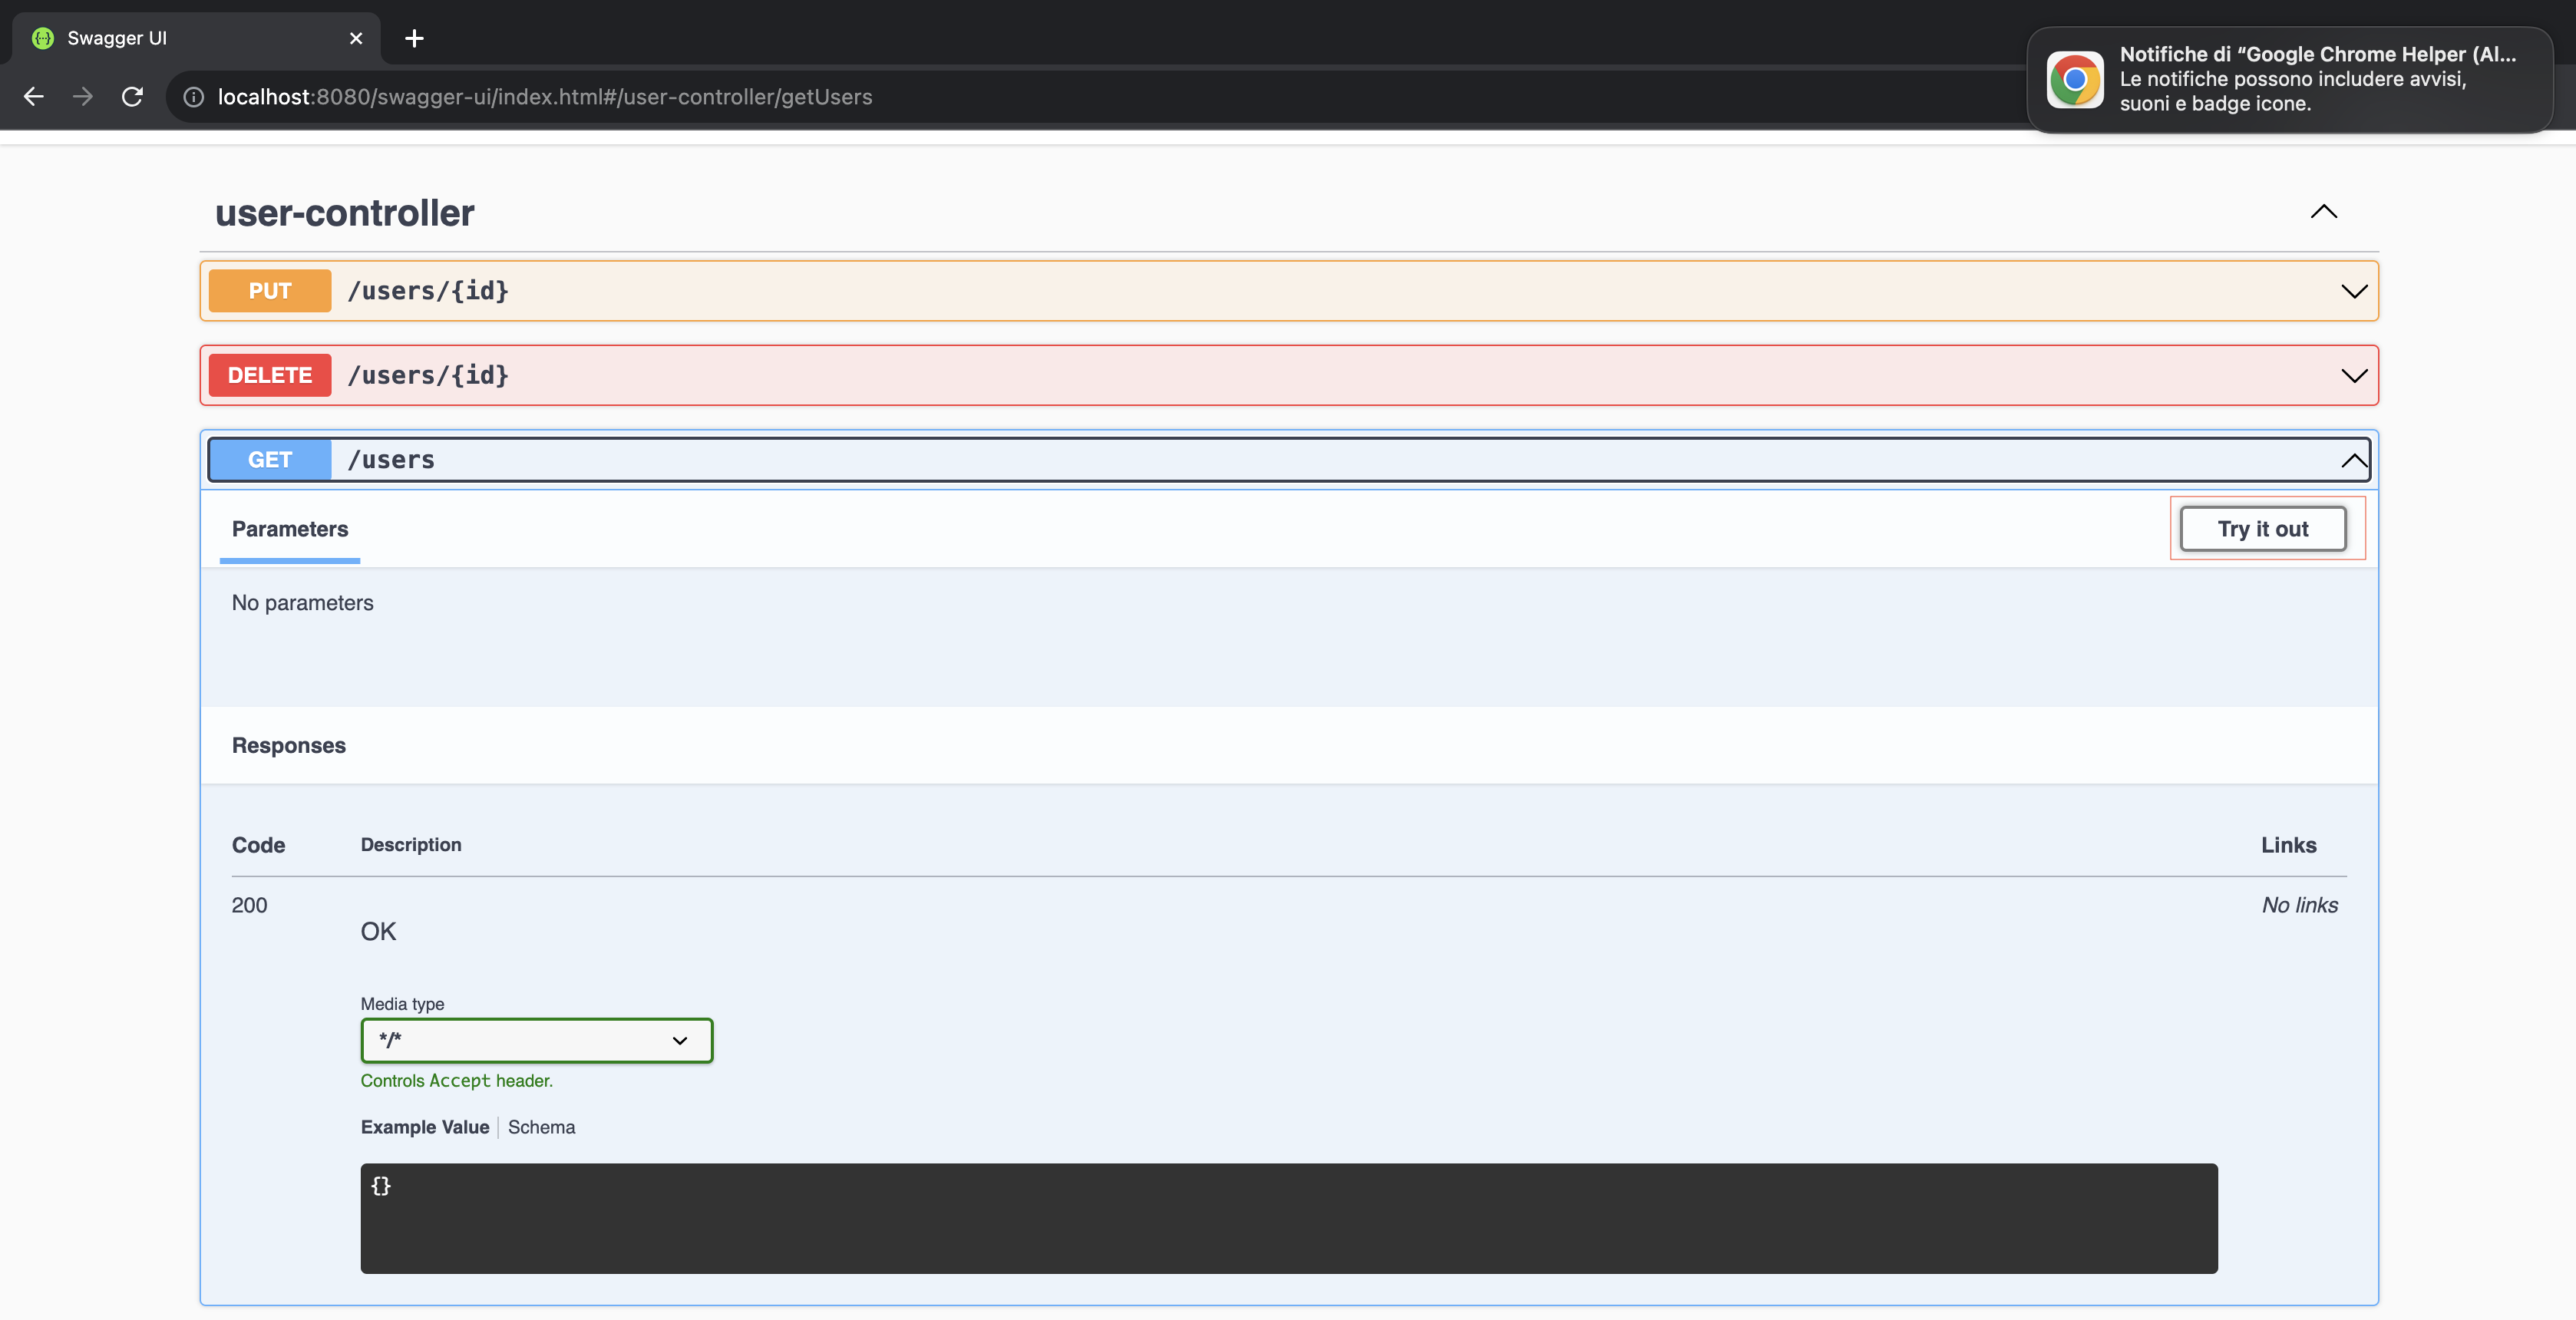 Swagger UI
localhost:8080/swagger-ui/index.html#/user-controller/getUsers
Notifiche di “Google Chrome Helper (Al...
Le notifiche possono includere avvisi,
suoni e badge icone.
user-controller
PUT /users/{id}
DELETE /users/{id}
GET /users
Parameters
Try it out
No parameters
Responses
Code Description Links
200 No links
OK
Media type
*/*
Controls Accept header.
Example Value Schema
{}